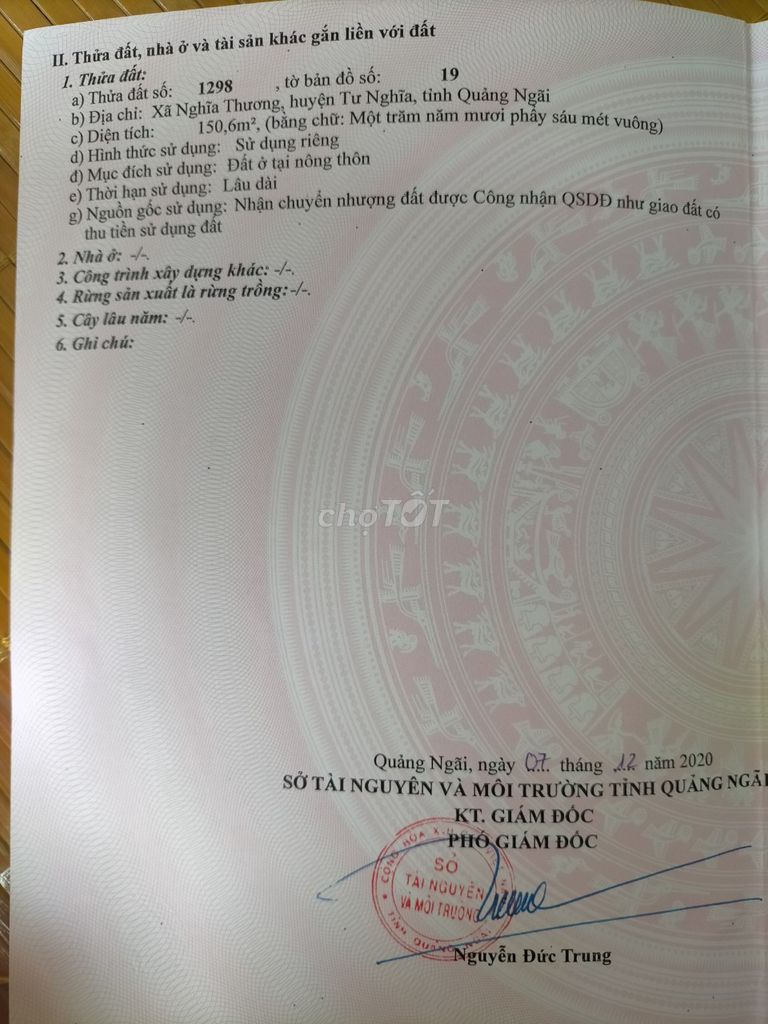 II. Thửa đất, nhà ở và tài sản khác gắn liền với đất
1. Thửa đất:
a) Thửa đất số: 1298 , tờ bản đồ số: 19
b) Địa chỉ: Xã Nghĩa Thương, huyện Tư Nghĩa, tỉnh Quảng Ngãi
c) Diện tích: 150,6m², (bằng chữ: Một trăm năm mươi phẩy sáu mét vuông)
d) Hình thức sử dụng: Sử dụng riêng
đ) Mục đích sử dụng: Đất ở tại nông thôn
e) Thời hạn sử dụng: Lâu dài
g) Nguồn gốc sử dụng: Nhận chuyển nhượng đất được Công nhận QSDĐ như giao đất có
thu tiền sử dụng đất
2. Nhà ở: -/-.
3. Công trình xây dựng khác: -/-.
4. Rừng sản xuất là rừng trồng:-/-.
5. Cây lâu năm: -/-.
6. Ghi chú:
chợTỐT
Quảng Ngãi, ngày 07 tháng 12 năm 2020
SỞ TÀI NGUYÊN VÀ MÔI TRƯỜNG TỈNH QUẢNG NGÃI
KT. GIÁM ĐỐC
PHÓ GIÁM ĐỐC
SỞ
TÀI NGUYÊN
VÀ MÔI TRƯỜNG
Nguyễn Đức Trung